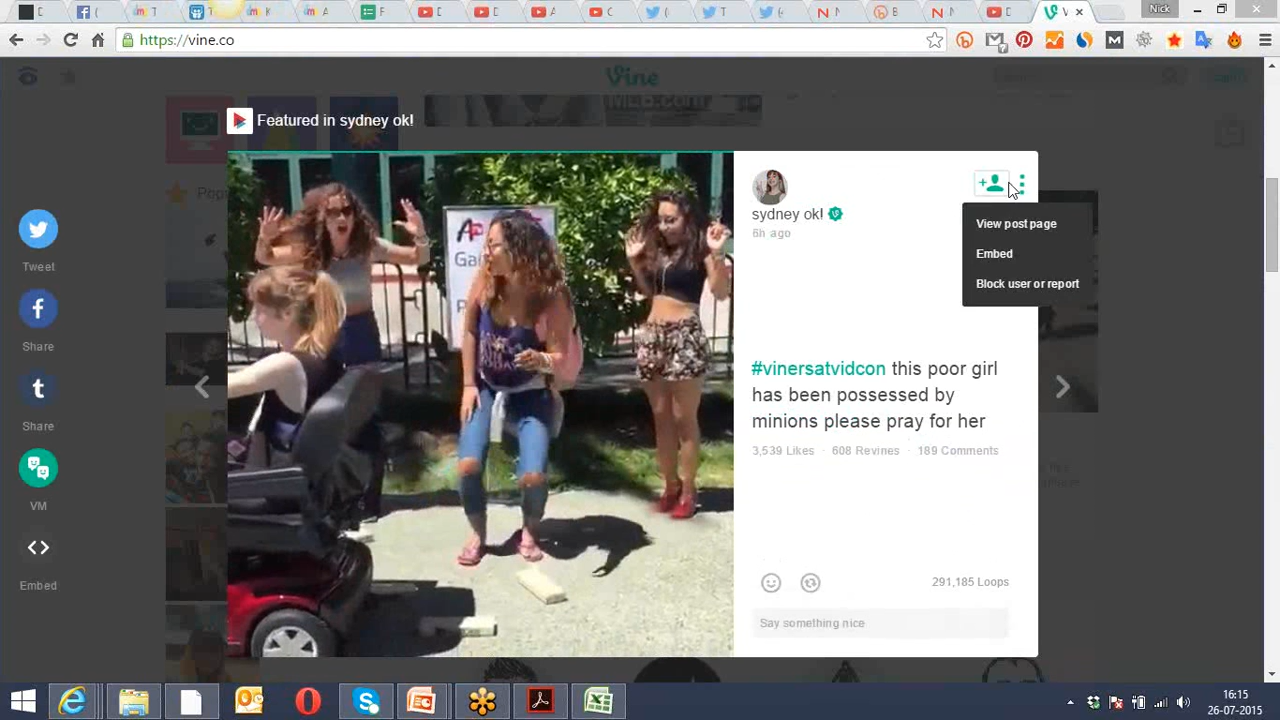 Nick
https://vine.co
Vine
Featured in sydney ok!
Tweet
Share
Share
VM
Embed
sydney ok!
6h ago
View post page
Embed
Block user or report
#vinersatvidcon this poor girl
has been possessed by
minions please pray for her
3,539 Likes · 608 Revines · 189 Comments
291,185 Loops
Say something nice
16:15
26-07-2015